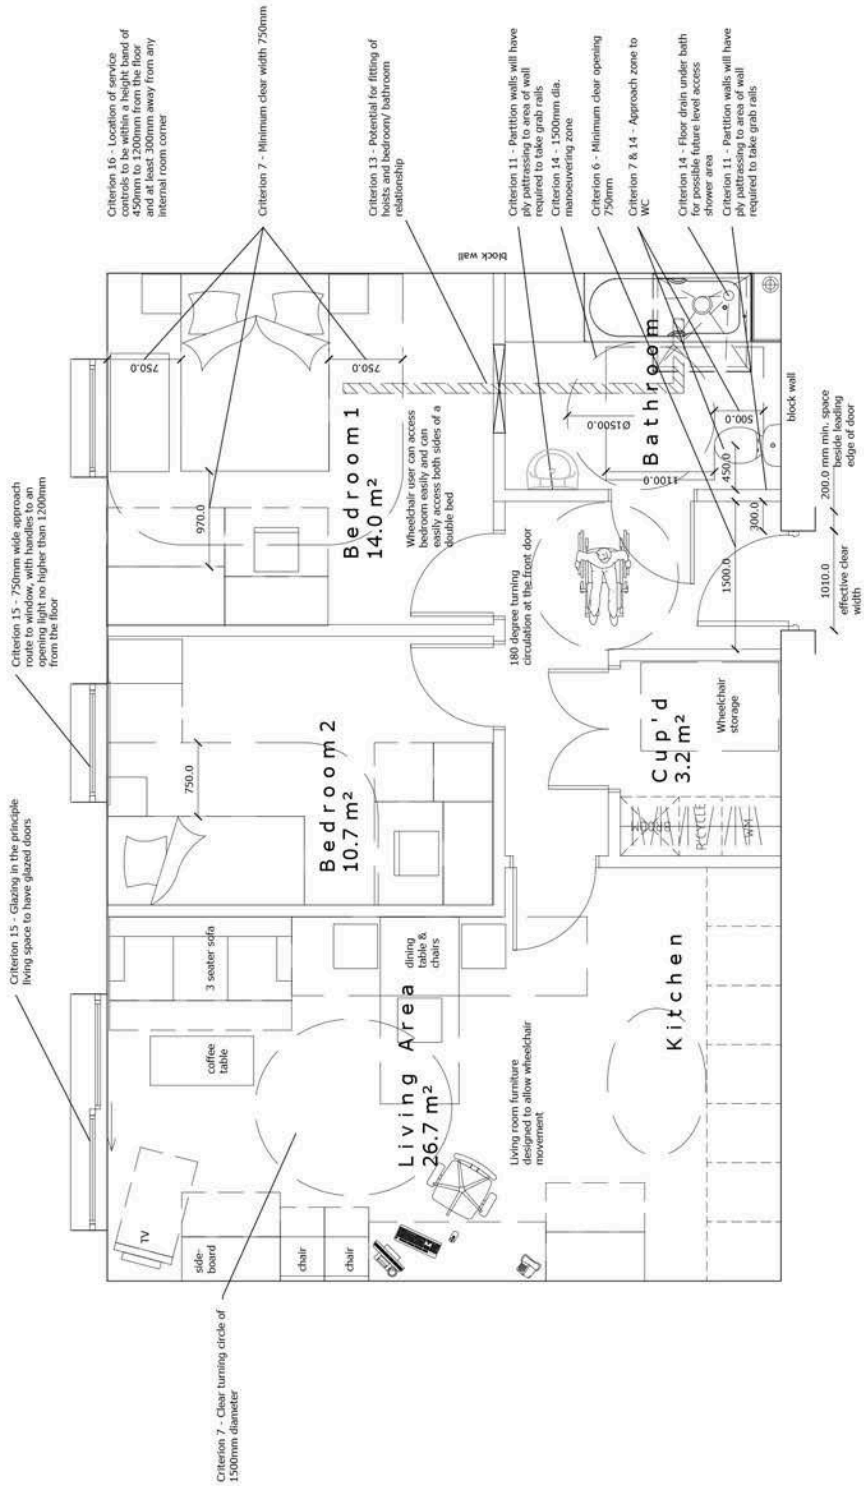 Criterion 7 - Clear turning circle of
1500mm diameter
Criterion 15 - Glazing in the principle
living space to have glazed doors
Criterion 15 - 750mm wide approach
route to window, with handles to an
opening light no higher than 1200mm
from the floor
Criterion 16 - Location of service
controls to be within a height band of
450mm to 1200mm from the floor
and at least 300mm away from any
internal room corner
Criterion 7 - Minimum clear width 750mm
Criterion 13 - Potential for fitting of
hoists and bedroom/ bathroom
relationship
Criterion 11 - Partition walls will have
ply pattrassing to area of wall
required to take grab rails
Criterion 14 - 1500mm dia.
manoeuvering zone
Criterion 6 - Minimum clear opening
750mm
Criterion 7 & 14 - Approach zone to
WC
Criterion 14 - Floor drain under bath
for possible future level access
shower area
Criterion 11 - Partition walls will have
ply pattrassing to area of wall
required to take grab rails
TV
side-
board
chair
chair
coffee
table
3 seater sofa
dining
table &
chairs
Living Area
26.7 m²
Living room furniture
designed to allow wheelchair
movement
Kitchen
750.0
Bedroom 2
10.7 m²
750.0
750.0
970.0
Bedroom 1
14.0 m²
Wheelchair user can access
bedroom easily and can
easily access both sides of a
double bed
block wall
180 degree turning
circulation at the front door
Cup'd
3.2 m²
Wheelchair
storage
R'CYCLE
WM
Ø1500.0
1100.0
Bathroom
500.0
450.0
300.0
1500.0
block wall
1010.0
effective clear
width
200.0 mm min. space
beside leading
edge of door